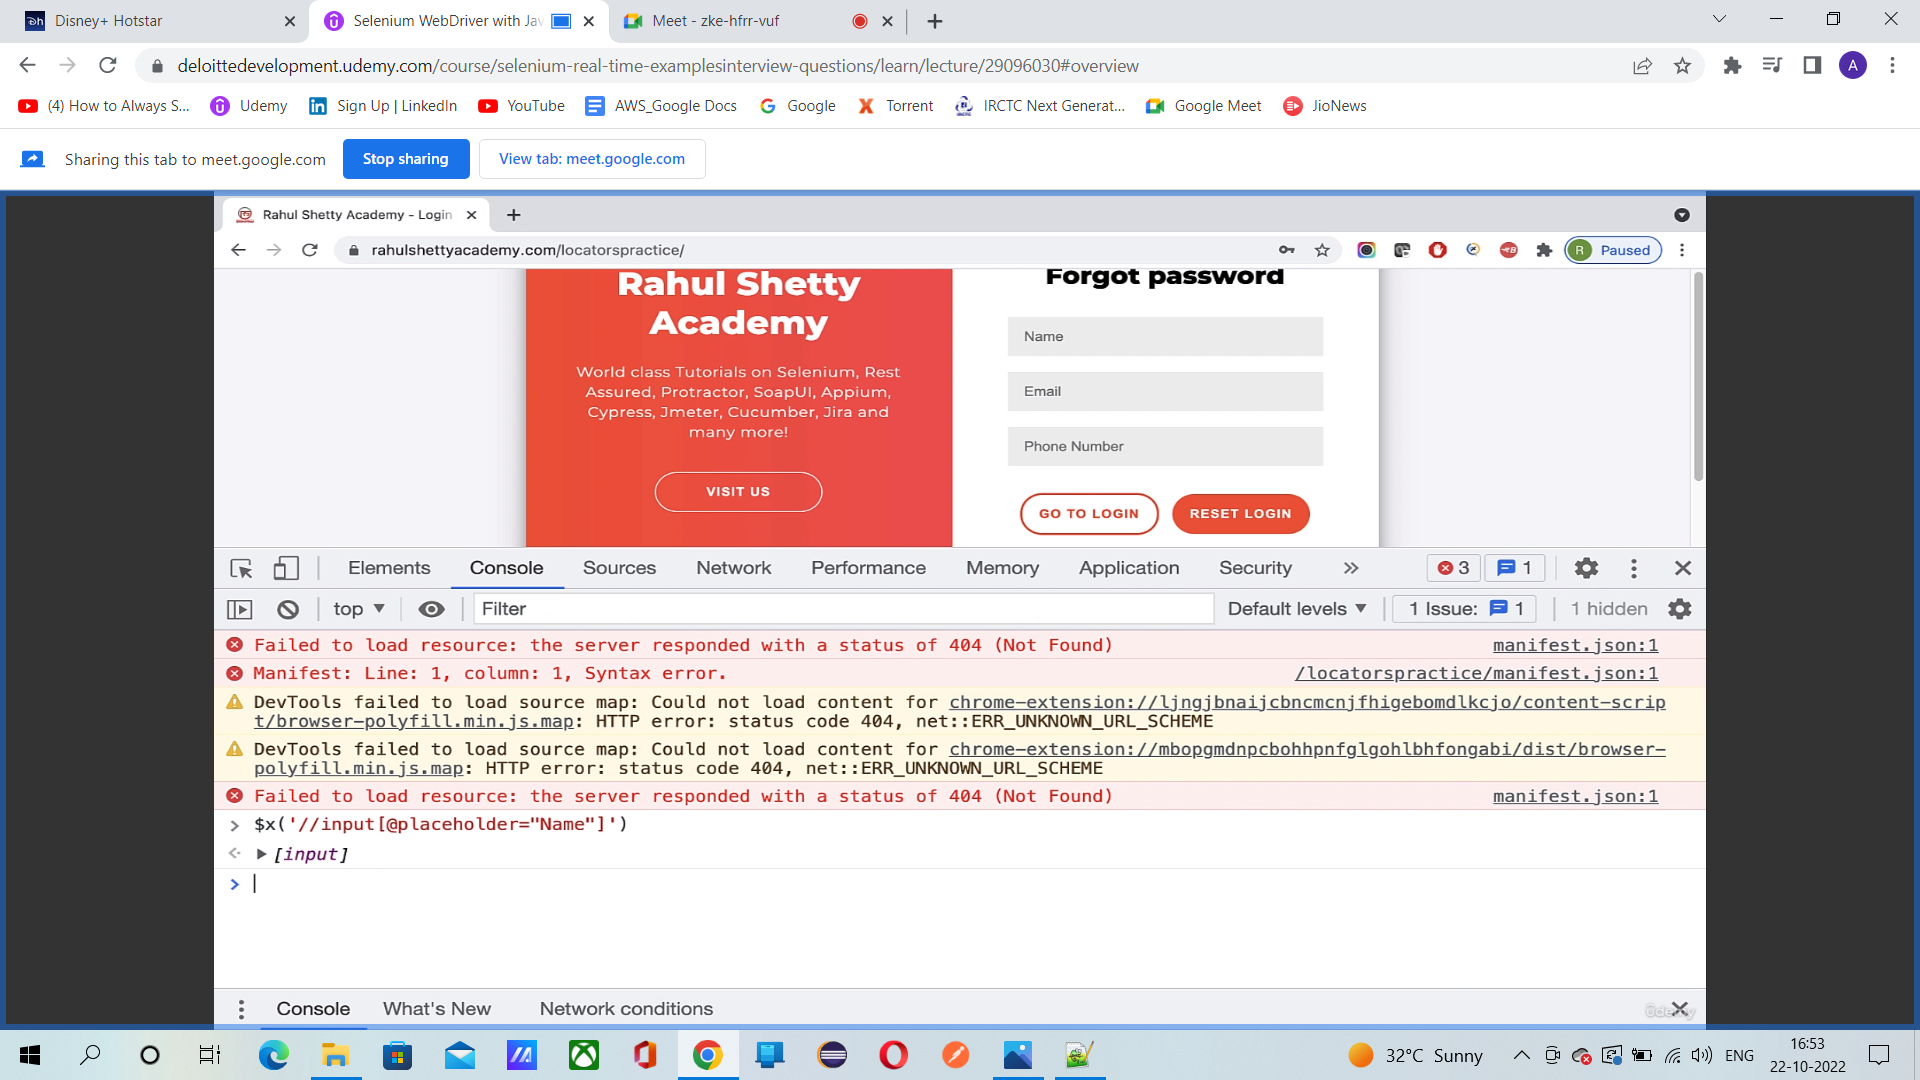 Disney+ Hotstar
Selenium WebDriver with Jav
Meet - zke-hfrr-vuf
deloittedevelopment.udemy.com/course/selenium-real-time-examplesinterview-questions/learn/lecture/29096030#overview
A
(4) How to Always S...
Udemy
Sign Up | LinkedIn
YouTube
AWS_Google Docs
Google
Torrent
IRCTC Next Generat...
Google Meet
JioNews
Sharing this tab to meet.google.com
Stop sharing
View tab: meet.google.com
Rahul Shetty Academy - Login
rahulshettyacademy.com/locatorspractice/
R Paused
Rahul Shetty
Academy
World class Tutorials on Selenium, Rest
Assured, Protractor, SoapUI, Appium,
Cypress, Jmeter, Cucumber, Jira and
many more!
VISIT US
Forgot password
Name
Email
Phone Number
GO TO LOGIN
RESET LOGIN
Elements Console Sources Network Performance Memory Application Security » 3 1
top Filter Default levels 1 Issue: 1 1 hidden
Failed to load resource: the server responded with a status of 404 (Not Found) manifest.json:1
Manifest: Line: 1, column: 1, Syntax error. /locatorspractice/manifest.json:1
DevTools failed to load source map: Could not load content for chrome-extension://ljngjbnaijcbncmcnjfhigebomdlkcjo/content-scrip
t/browser-polyfill.min.js.map: HTTP error: status code 404, net::ERR_UNKNOWN_URL_SCHEME
DevTools failed to load source map: Could not load content for chrome-extension://mbopgmdnpcbohhpnfglgohlbhfongabi/dist/browser-
polyfill.min.js.map: HTTP error: status code 404, net::ERR_UNKNOWN_URL_SCHEME
Failed to load resource: the server responded with a status of 404 (Not Found) manifest.json:1
> $x('//input[@placeholder="Name"]')
[input]
>
Console What's New Network conditions
Udemy
32°C Sunny
ENG
16:53
22-10-2022